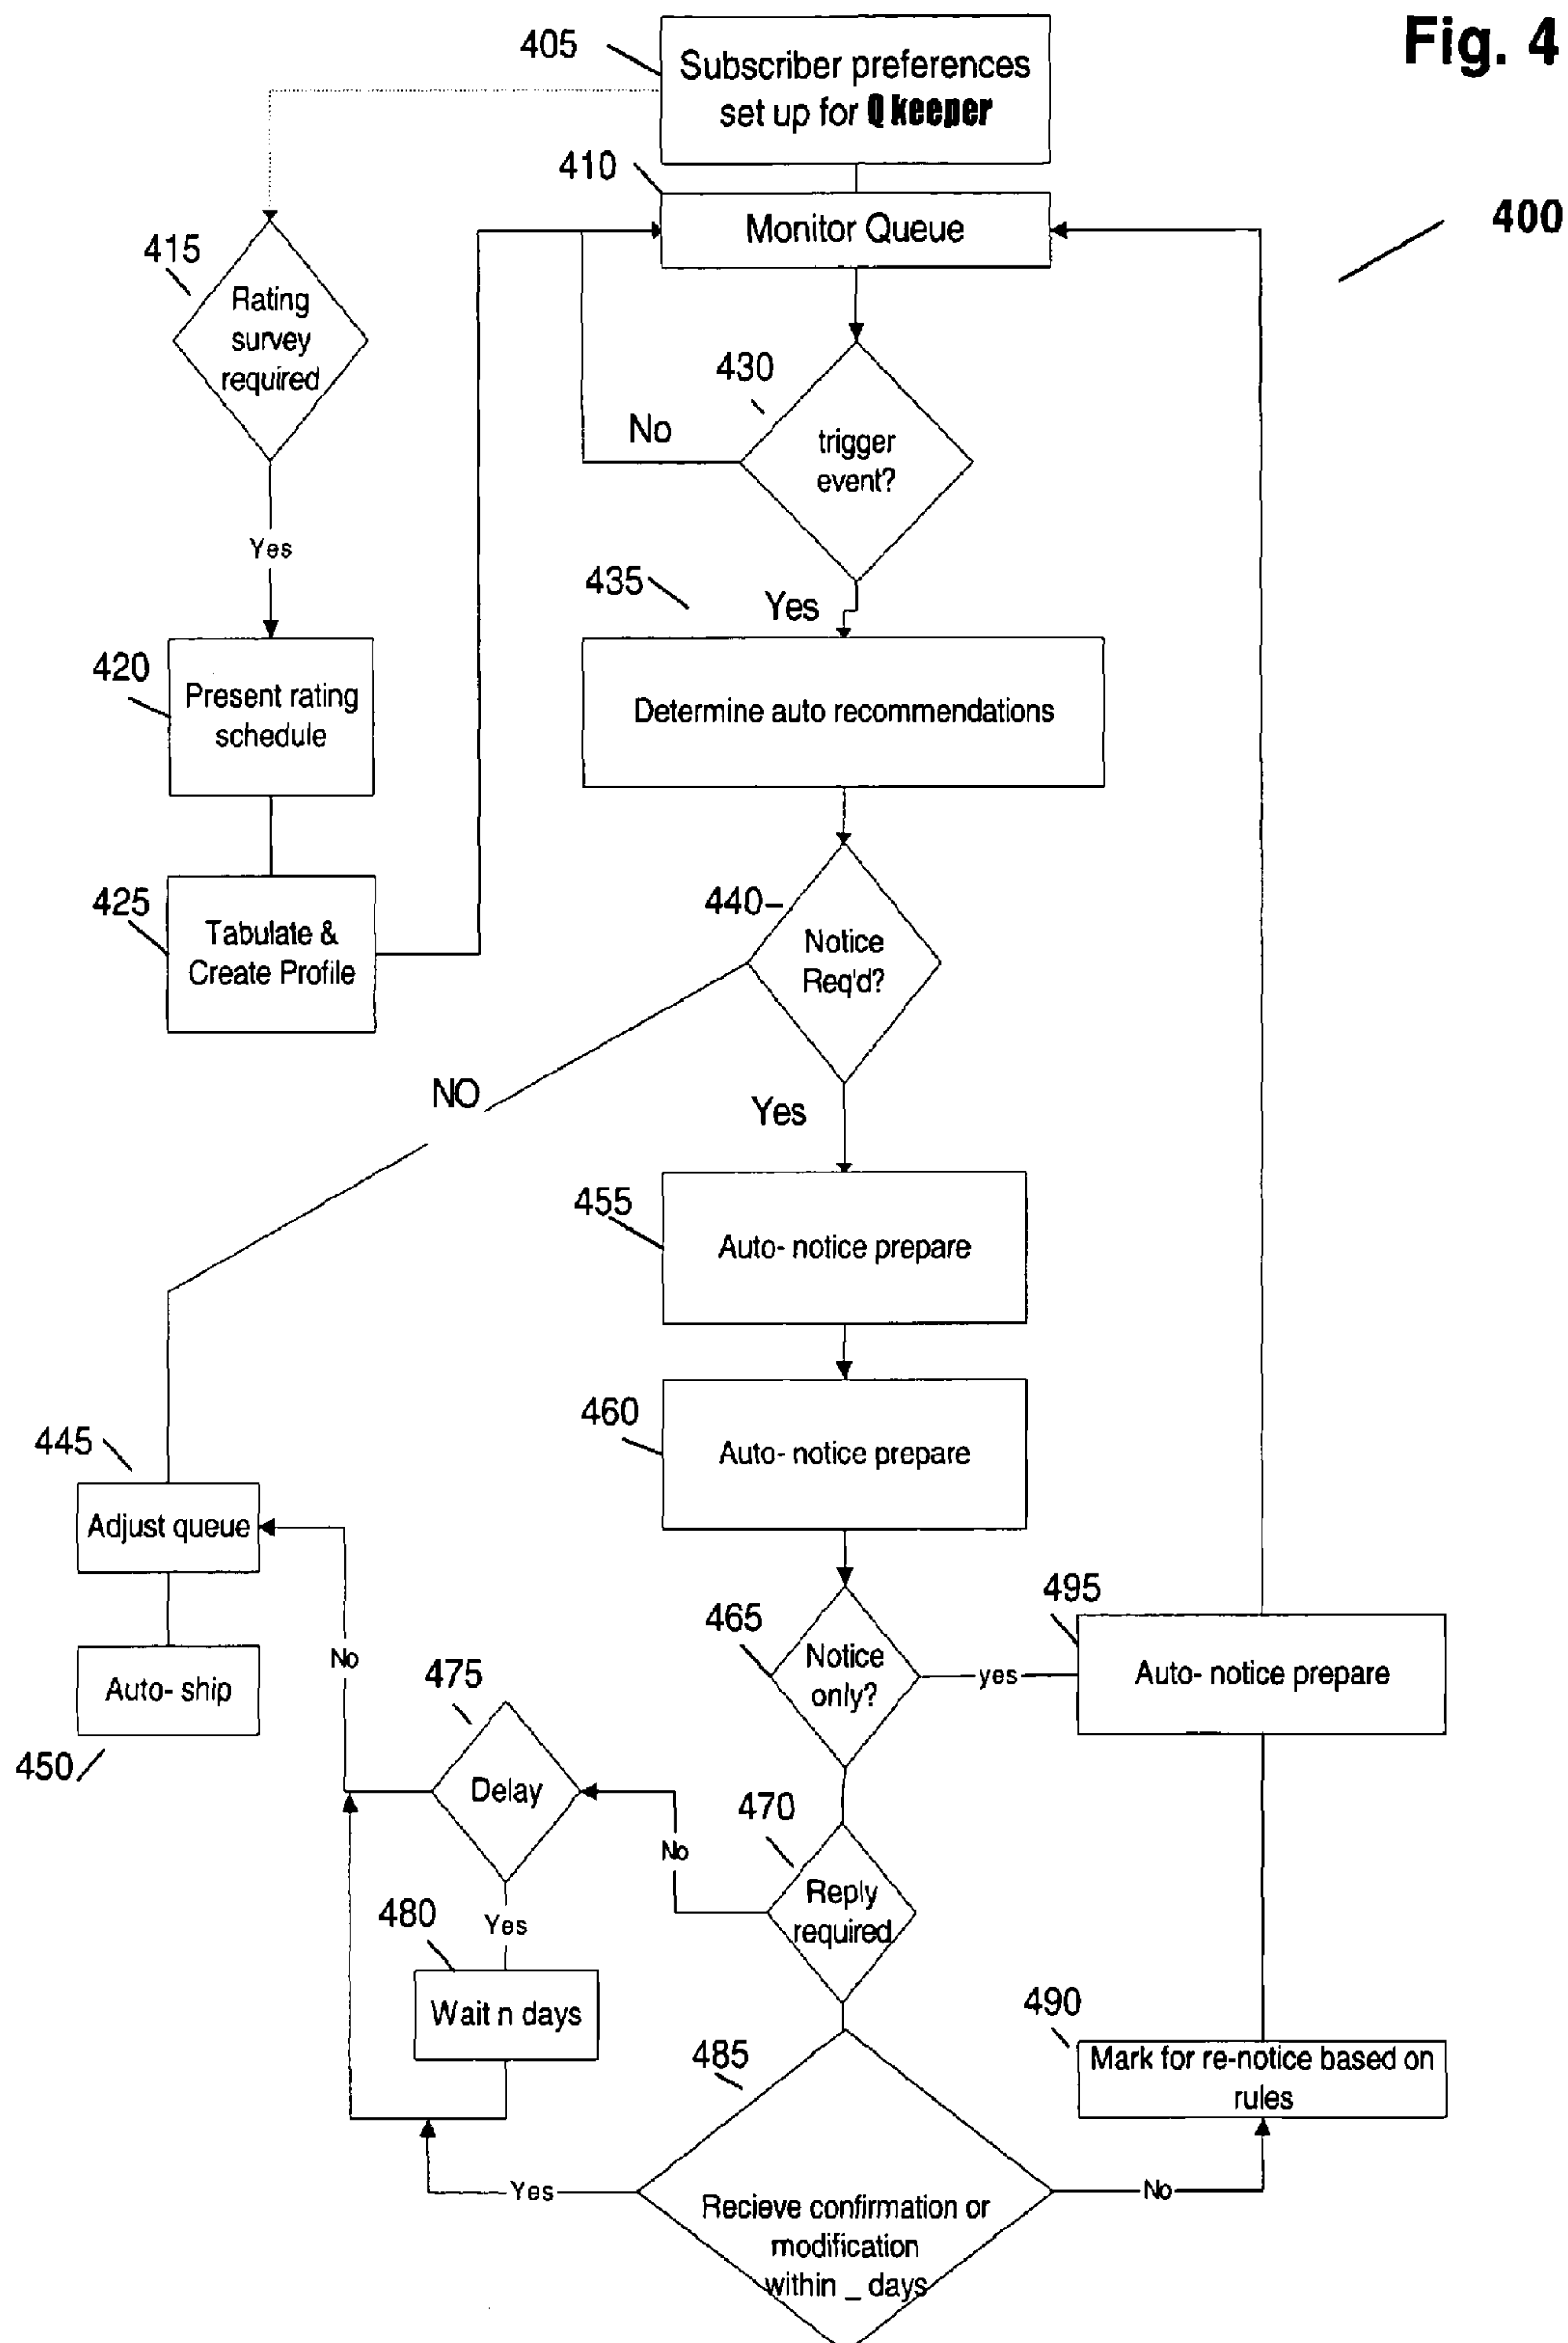 Fig. 4
405
Subscriber preferences
set up for Q keeper
410
Monitor Queue
400
415
Rating
survey
required
430
No
trigger
event?
Yes
435
Yes
420
Present rating
schedule
Determine auto recommendations
425
Tabulate &
Create Profile
440
Notice
Req'd?
NO
Yes
455
Auto- notice prepare
460
Auto- notice prepare
445
Adjust queue
465
Notice
only?
yes
495
Auto- notice prepare
No
475
Auto- ship
450
Delay
470
No
Reply
required
480
Yes
Wait n days
490
Mark for re-notice based on
rules
485
Yes
Recieve confirmation or
modification
within _ days
No